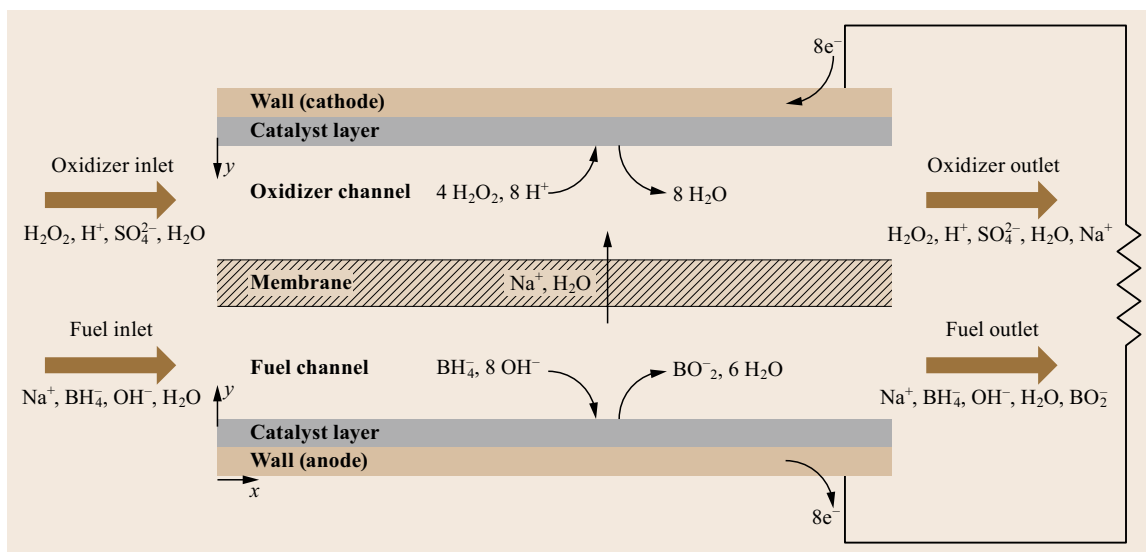 8e⁻
Wall (cathode)
Catalyst layer
y
Oxidizer inlet
Oxidizer outlet
Oxidizer channel
4 H₂O₂, 8 H⁺
8 H₂O
H₂O₂, H⁺, SO₄²⁻, H₂O
H₂O₂, H⁺, SO₄²⁻, H₂O, Na⁺
Membrane
Na⁺, H₂O
Fuel inlet
Fuel outlet
Fuel channel
BH₄⁻, 8 OH⁻
BO⁻₂, 6 H₂O
Na⁺, BH₄⁻, OH⁻, H₂O
y
Na⁺, BH₄⁻, OH⁻, H₂O, BO₂⁻
Catalyst layer
Wall (anode)
x
8e⁻